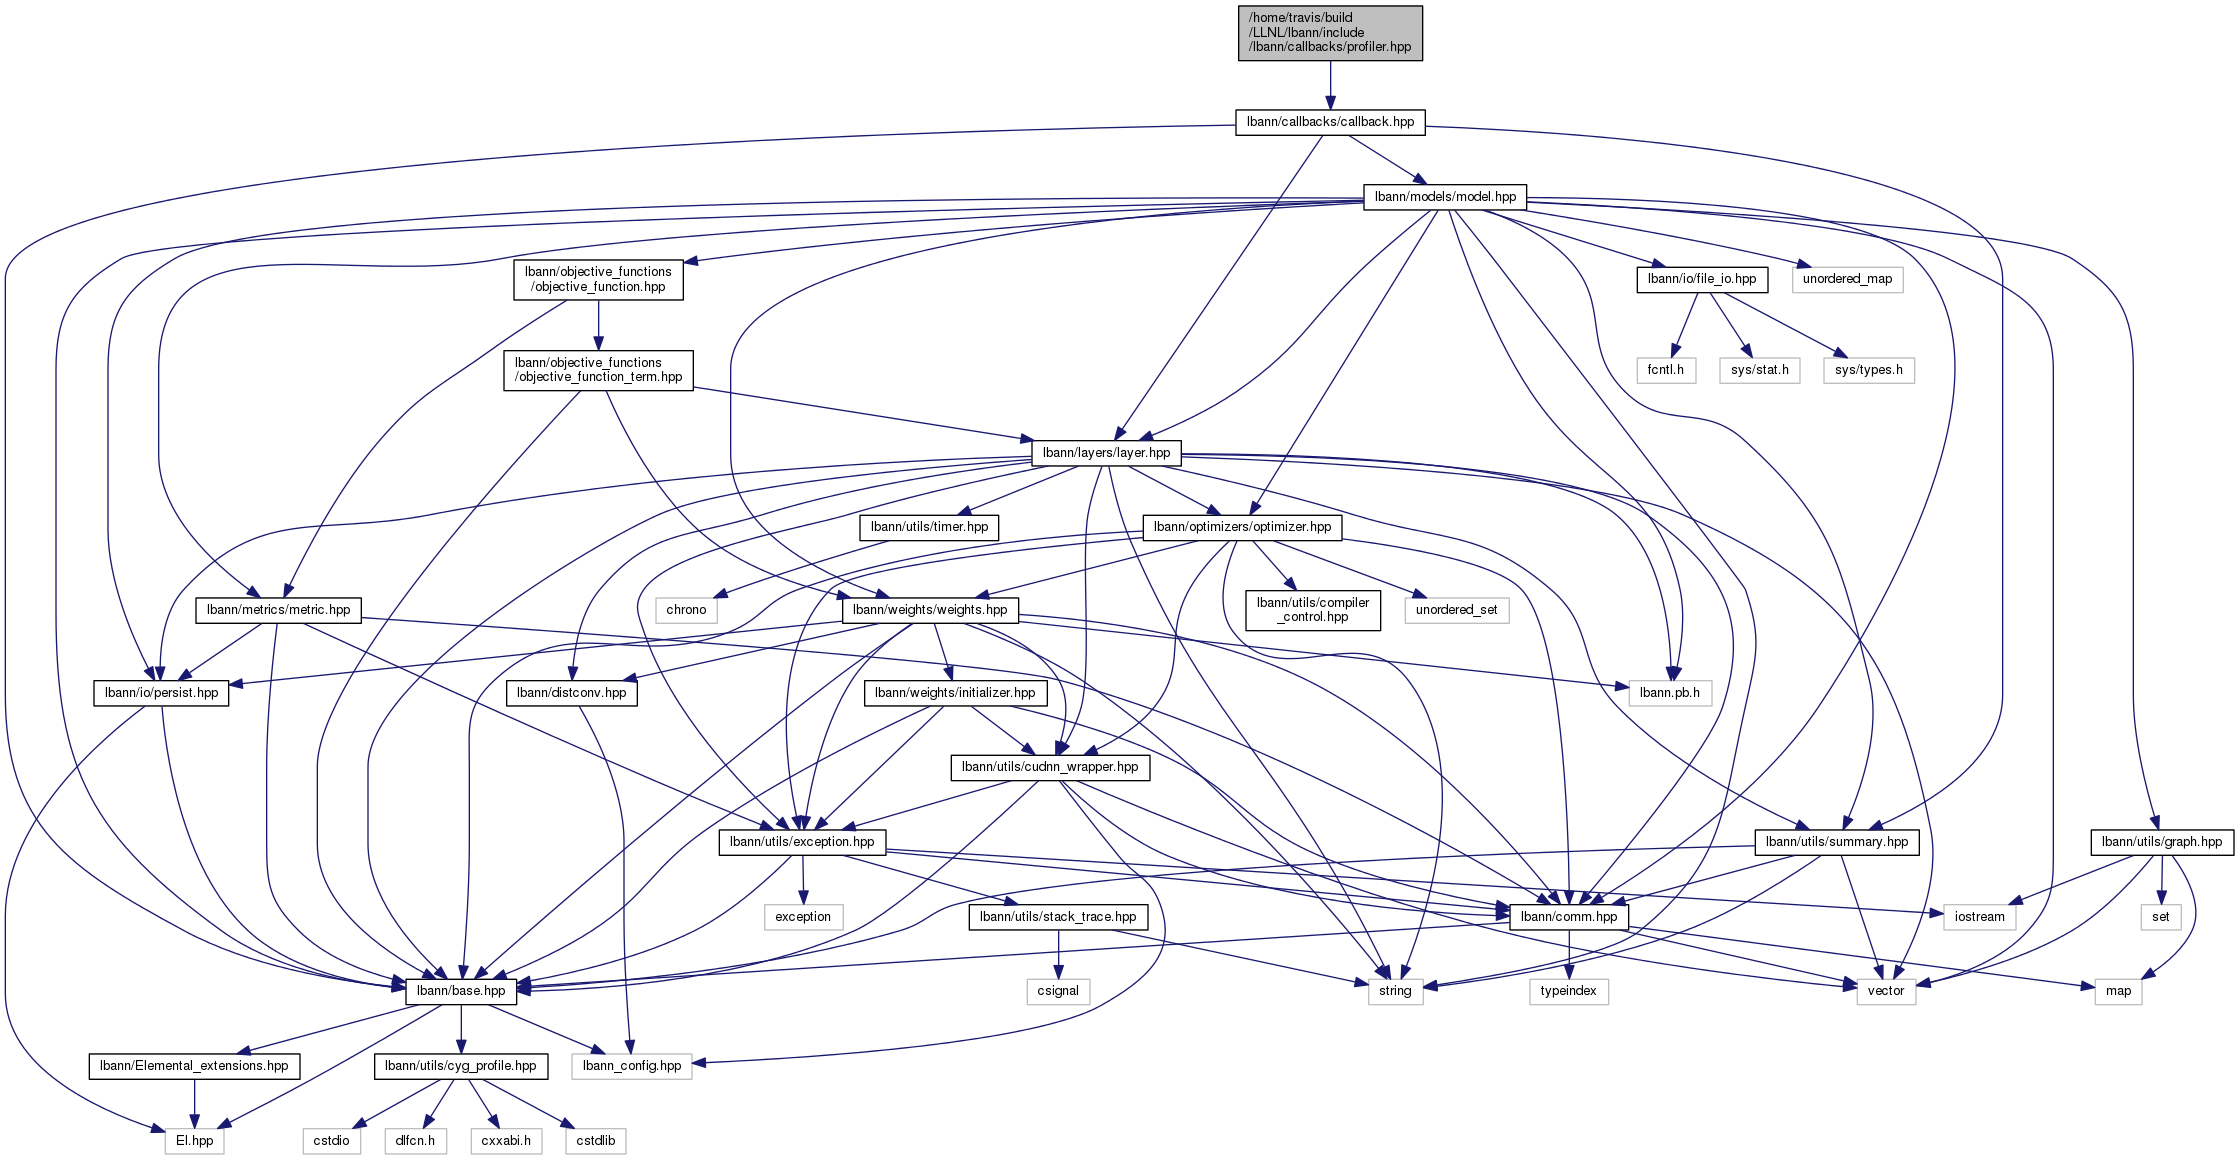 /home/travis/build
/LLNL/lbann/include
/lbann/callbacks/profiler.hpp
lbann/callbacks/callback.hpp
lbann/models/model.hpp
lbann/objective_functions
/objective_function.hpp
lbann/io/file_io.hpp
unordered_map
lbann/objective_functions
/objective_function_term.hpp
fcntl.h
sys/stat.h
sys/types.h
lbann/layers/layer.hpp
lbann/utils/timer.hpp
lbann/optimizers/optimizer.hpp
lbann/metrics/metric.hpp
chrono
lbann/weights/weights.hpp
lbann/utils/compiler
_control.hpp
unordered_set
lbann/io/persist.hpp
lbann/distconv.hpp
lbann/weights/initializer.hpp
lbann.pb.h
lbann/utils/cudnn_wrapper.hpp
lbann/utils/exception.hpp
lbann/utils/summary.hpp
lbann/utils/graph.hpp
exception
lbann/utils/stack_trace.hpp
lbann/comm.hpp
iostream
set
lbann/base.hpp
csignal
string
typeindex
vector
map
lbann/Elemental_extensions.hpp
lbann/utils/cyg_profile.hpp
lbann_config.hpp
El.hpp
cstdio
dlfcn.h
cxxabi.h
cstdlib